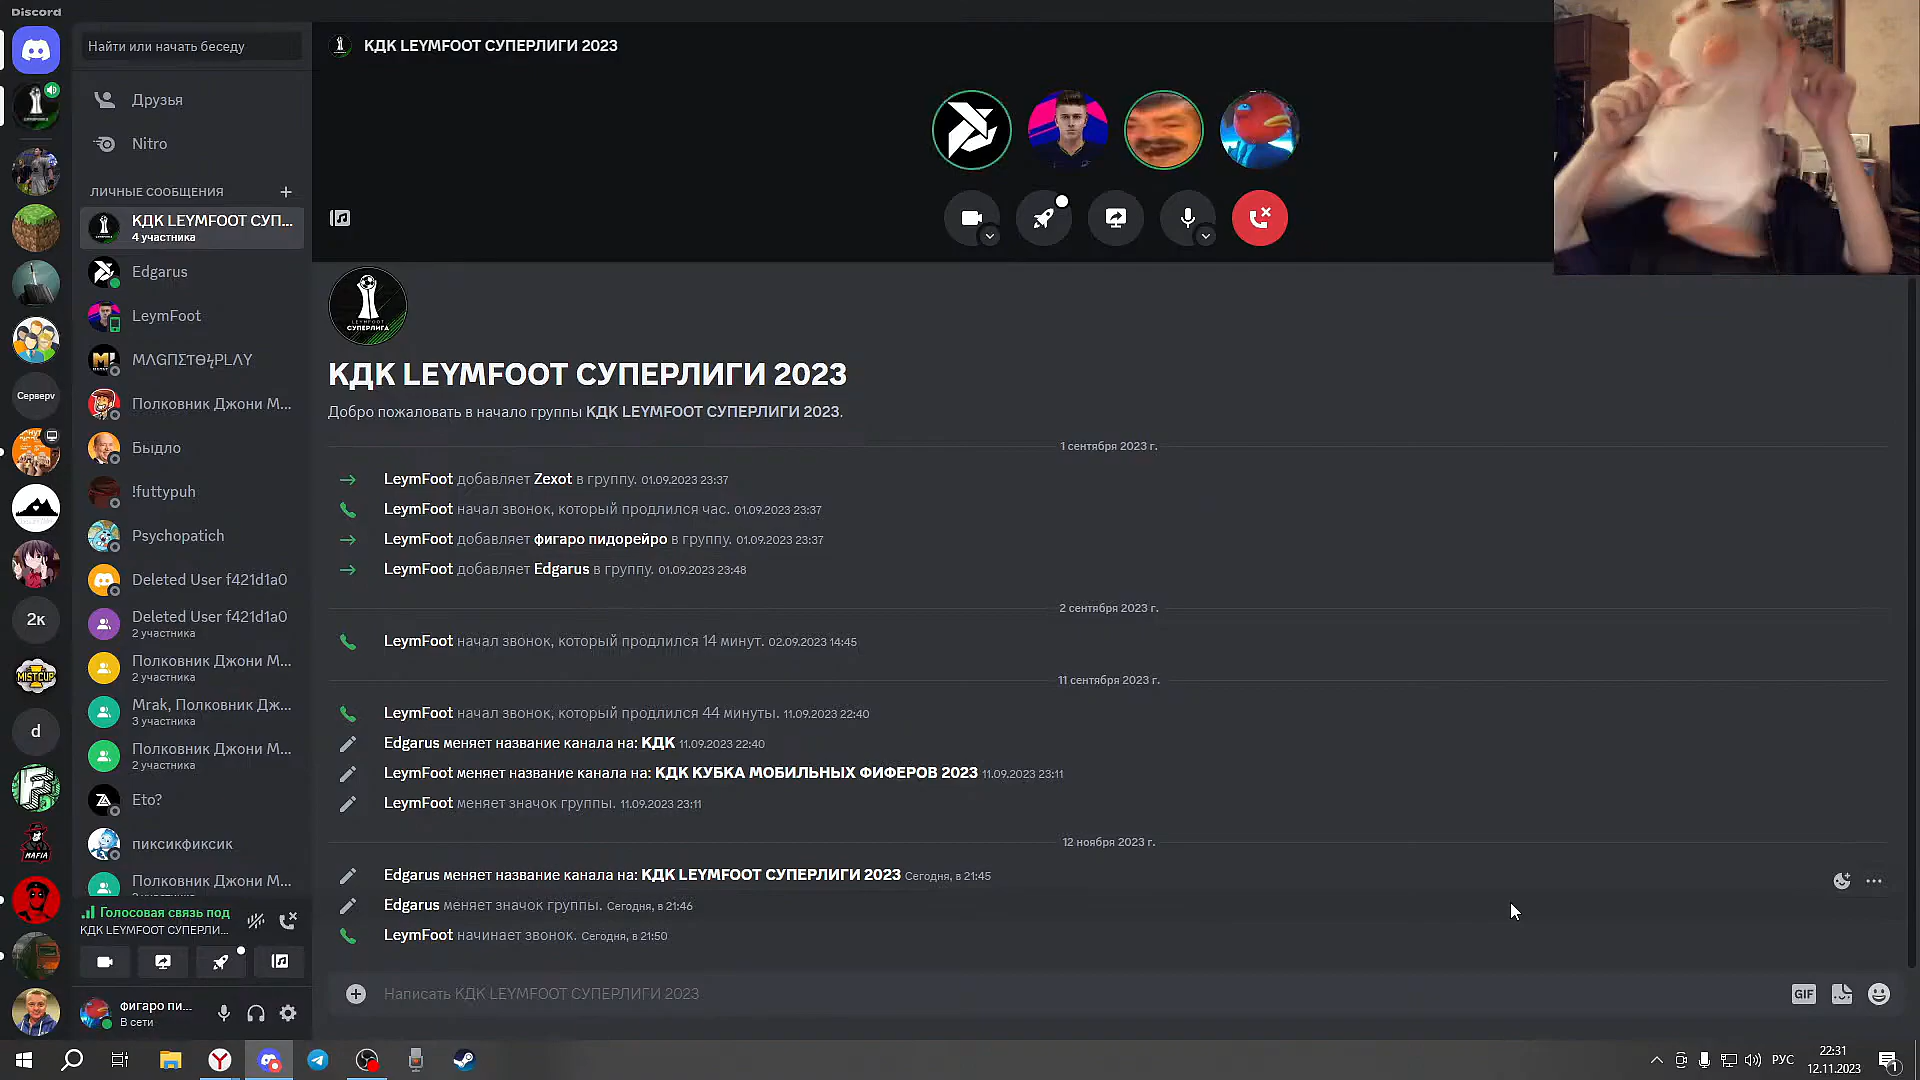 Discord
Найти или начать беседу
Друзья
Nitro
ЛИЧНЫЕ СООБЩЕНИЯ
КДК LEYMFOOT СУП...
4 участника
Edgarus
LeymFoot
Полковник Джони М...
Быдло
!futtypuh
Psychopatich
Deleted User f421d1a0
Deleted User f421d1a0
2 участника
Полковник Джони М...
2 участника
Mrak, Полковник Дж...
3 участника
Полковник Джони М...
2 участника
Eto?
пиксикфиксик
Полковник Джони М...
Серверу
2к
MISTCUP
d
MAFIA
Голосовая связь под
КДК LEYMFOOT СУПЕРЛИ...
фигаро пи...
В сети
КДК LEYMFOOT СУПЕРЛИГИ 2023
LEYMFOOT
СУПЕРЛИГА
КДК LEYMFOOT СУПЕРЛИГИ 2023
Добро пожаловать в начало группы КДК LEYMFOOT СУПЕРЛИГИ 2023.
1 сентября 2023 г.
LeymFoot добавляет Zexot в группу. 01.09.2023 23:37
LeymFoot начал звонок, который продлился час. 01.09.2023 23:37
LeymFoot добавляет фигаро пидорейро в группу. 01.09.2023 23:37
LeymFoot добавляет Edgarus в группу. 01.09.2023 23:48
2 сентября 2023 г.
LeymFoot начал звонок, который продлился 14 минут. 02.09.2023 14:45
11 сентября 2023 г.
LeymFoot начал звонок, который продлился 44 минуты. 11.09.2023 22:40
Edgarus меняет название канала на: КДК 11.09.2023 22:40
LeymFoot меняет название канала на: КДК КУБКА МОБИЛЬНЫХ ФИФЕРОВ 2023 11.09.2023 23:11
LeymFoot меняет значок группы. 11.09.2023 23:11
12 ноября 2023 г.
Edgarus меняет название канала на: КДК LEYMFOOT СУПЕРЛИГИ 2023 Сегодня, в 21:45
Edgarus меняет значок группы. Сегодня, в 21:46
LeymFoot начинает звонок. Сегодня, в 21:50
Написать КДК LEYMFOOT СУПЕРЛИГИ 2023
GIF
РУС
22:31
12.11.2023
1